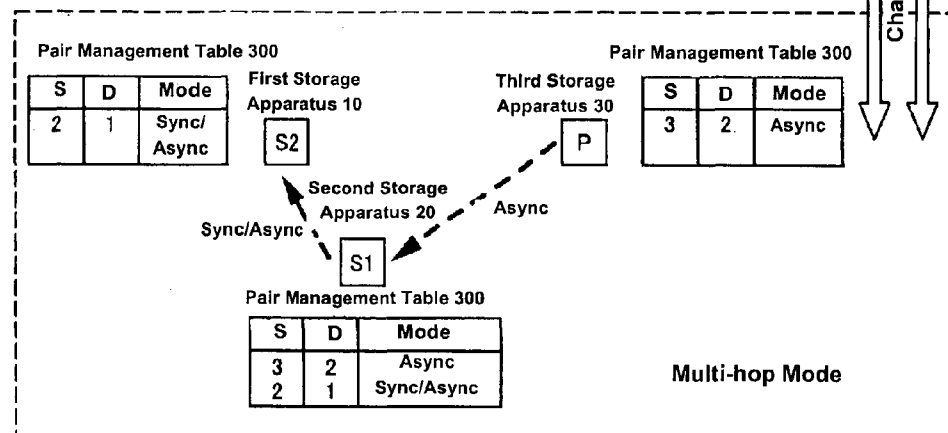 Cha
Pair Management Table 300
S D Mode
2 1 Sync/
Async
First Storage
Apparatus 10
S2
Third Storage
Apparatus 30
P
Pair Management Table 300
S D Mode
3 2 Async
Second Storage
Apparatus 20
Sync/Async
Async
S1
Pair Management Table 300
S D Mode
3 2 Async
2 1 Sync/Async
Multi-hop Mode